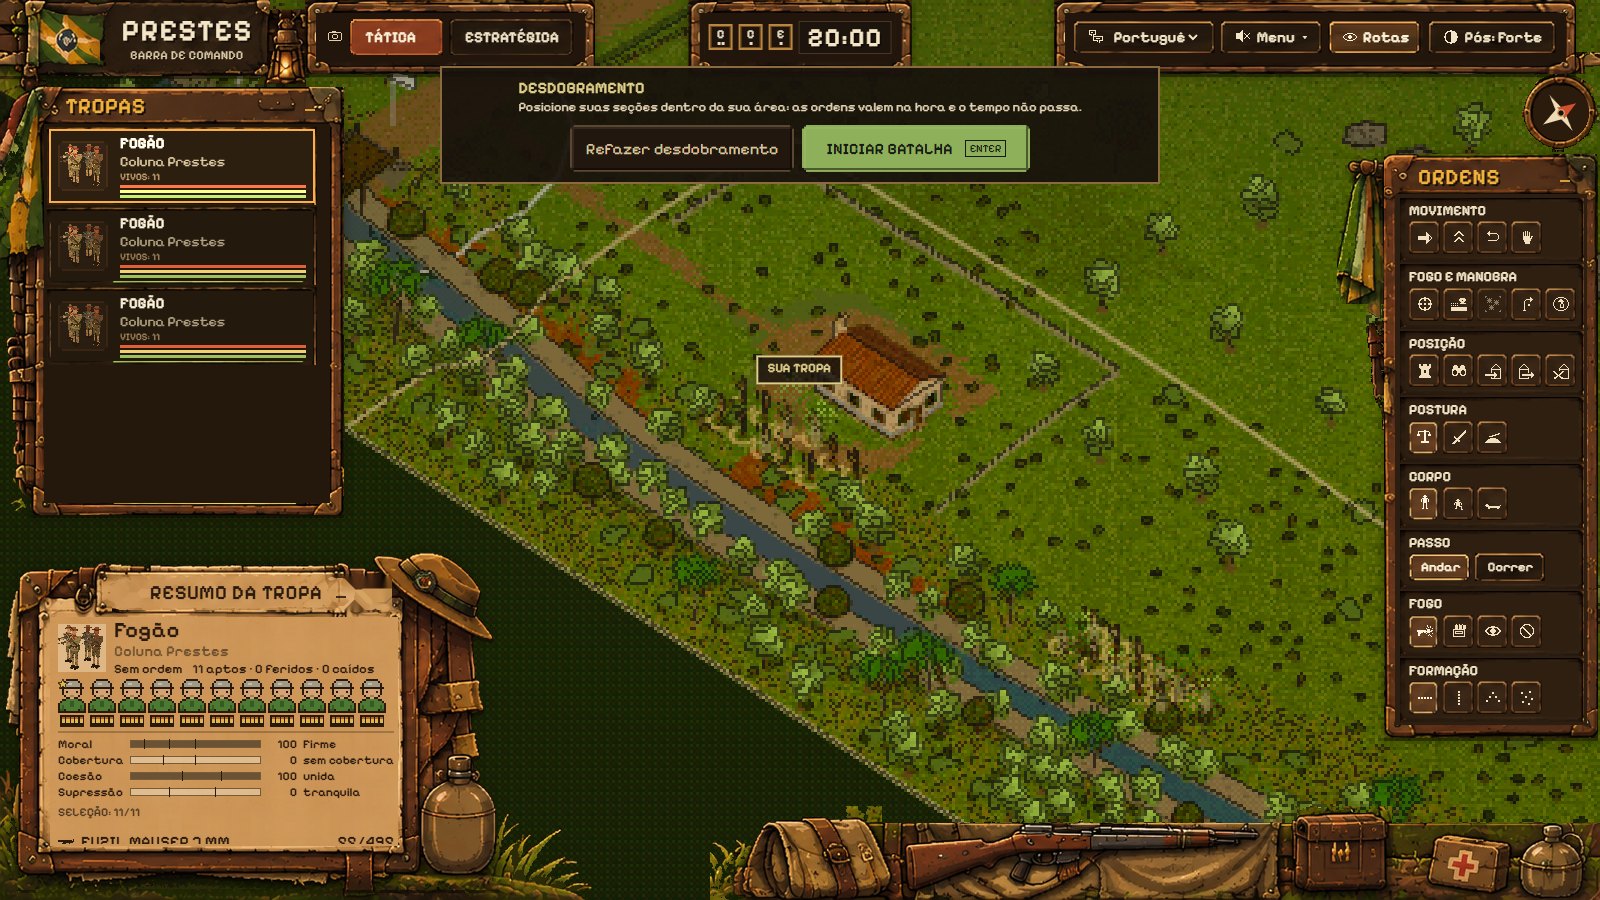 PRESTES
BARRA DE COMANDO
TÁTICA
ESTRATÉGICA
20:00
Português
Menu
Rotas
Pós: Forte
DESDOBRAMENTO
Posicione suas seções dentro da sua área: as ordens valem na hora e o tempo não passa.
Refazer desdobramento
INICIAR BATALHA ENTER
TROPAS
FOGÃO
Coluna Prestes
VIVOS: 11
FOGÃO
Coluna Prestes
VIVOS: 11
FOGÃO
Coluna Prestes
VIVOS: 11
SUA TROPA
ORDENS
MOVIMENTO
FOGO E MANOBRA
POSIÇÃO
POSTURA
CORPO
PASSO
Andar
Correr
FOGO
FORMAÇÃO
RESUMO DA TROPA
Fogão
Coluna Prestes
Sem ordem 11 aptos · 0 Feridos · 0 caídos
Moral 100 Firme
Cobertura 0 sem cobertura
Coesão 100 unida
Supressão 0 tranquila
SELEÇÃO: 11/11
FUZIL MAUSER 7 MM